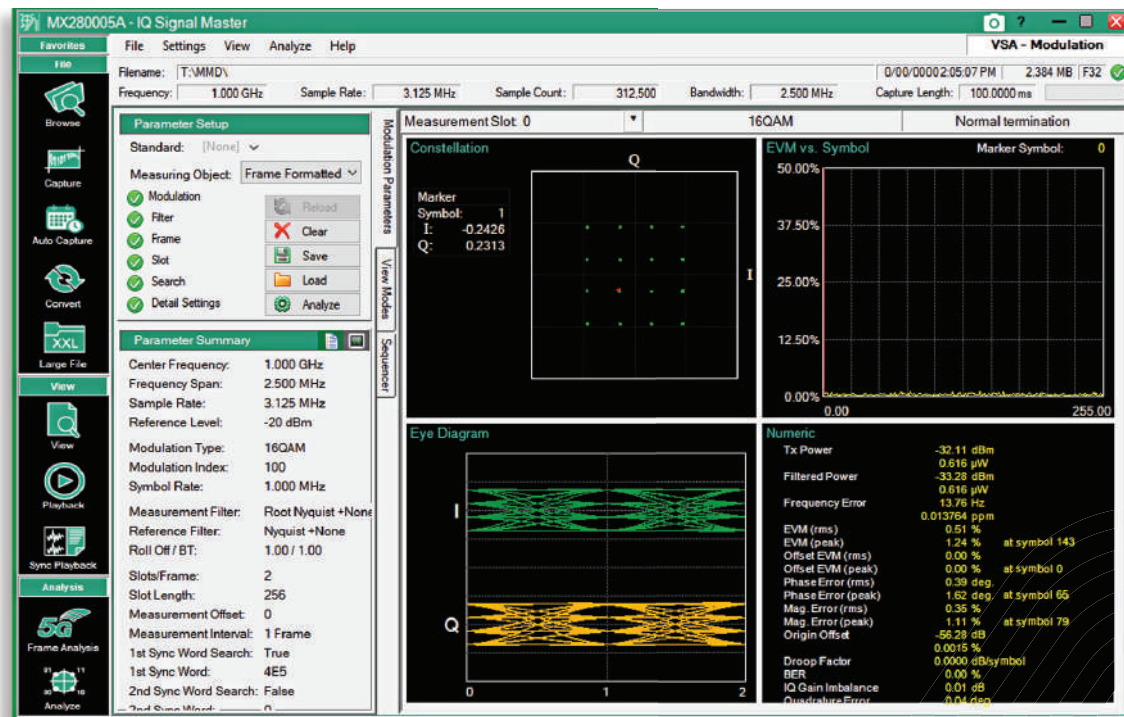 MX280005A - IQ Signal Master
?
Favorites
File
Browse
Capture
Auto Capture
Convert
XXL
Large File
View
View
Playback
Sync Playback
Analysis
5G
Frame Analysis
Analyze
File Settings View Analyze Help
VSA - Modulation
Filename: T:\MMD\ 0/00/0000 2:05:07 PM 2.384 MB F32
Frequency: 1.000 GHz Sample Rate: 3.125 MHz Sample Count: 312,500 Bandwidth: 2.500 MHz Capture Length: 100.0000 ms
Parameter Setup
Standard: [None]
Measuring Object: Frame Formatted
Modulation
Filter
Frame
Slot
Search
Detail Settings
Reload
Clear
Save
Load
Analyze
Modulation Parameters
View Modes
Sequencer
Parameter Summary
Center Frequency: 1.000 GHz
Frequency Span: 2.500 MHz
Sample Rate: 3.125 MHz
Reference Level: -20 dBm
Modulation Type: 16QAM
Modulation Index: 100
Symbol Rate: 1.000 MHz
Measurement Filter: Root Nyquist +None
Reference Filter: Nyquist +None
Roll Off / BT: 1.00 / 1.00
Slots/Frame: 2
Slot Length: 256
Measurement Offset: 0
Measurement Interval: 1 Frame
1st Sync Word Search: True
1st Sync Word: 4E5
2nd Sync Word Search: False
2nd Sync Word: 0
Measurement Slot: 0 16QAM Normal termination
Constellation
Q
I
Marker
Symbol: 1
I: -0.2426
Q: 0.2313
EVM vs. Symbol Marker Symbol: 0
50.00%
37.50%
25.00%
12.50%
0.00%
0.00 255.00
Eye Diagram
I
Q
0 1 2
Numeric
Tx Power -32.11 dBm
0.616 µW
Filtered Power -33.28 dBm
0.616 µW
Frequency Error 13.76 Hz
0.013764 ppm
EVM (rms) 0.51 %
EVM (peak) 1.24 % at symbol 143
Offset EVM (rms) 0.00 %
Offset EVM (peak) 0.00 % at symbol 0
Phase Error (rms) 0.39 deg.
Phase Error (peak) 1.62 deg. at symbol 65
Mag. Error (rms) 0.35 %
Mag. Error (peak) 1.11 % at symbol 79
Origin Offset -56.28 dB
0.0015 %
Droop Factor 0.0000 dB/symbol
BER 0.00 %
IQ Gain Imbalance 0.01 dB
Quadrature Error 0.04 deg.